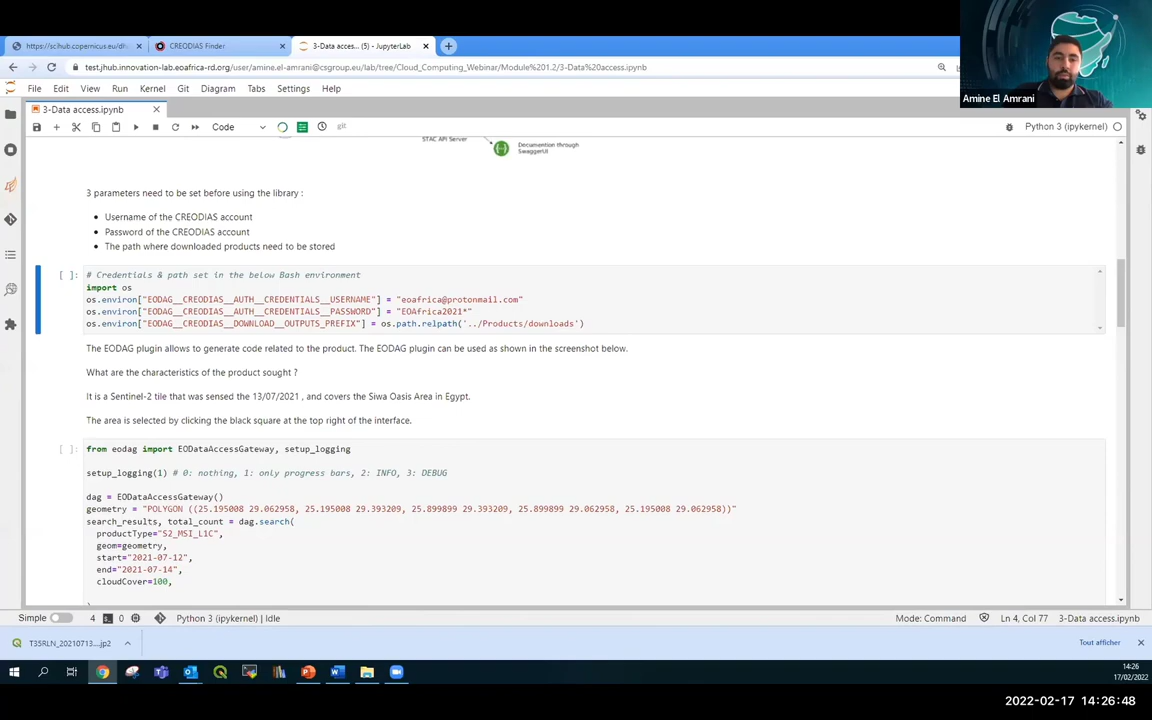 https://scihub.copernicus.eu/dh
CREODIAS Finder
3-Data acces... (5) - JupyterLab
test.jhub.innovation-lab.eoafrica-rd.org/user/amine.el-amrani@csgroup.eu/lab/tree/Cloud_Computing_Webinar/Module%201.2/3-Data%20access.ipynb
Amine El Amrani
File Edit View Run Kernel Git Diagram Tabs Settings Help
3-Data access.ipynb
Code
git
Python 3 (ipykernel)
STAC API Server
Documention through
SwaggerUI
3 parameters need to be set before using the library :
• Username of the CREODIAS account
• Password of the CREODIAS account
• The path where downloaded products need to be stored
[ ]: # Credentials & path set in the below Bash environment
import os
os.environ["EODAG__CREODIAS__AUTH__CREDENTIALS__USERNAME"] = "eoafrica@protonmail.com"
os.environ["EODAG__CREODIAS__AUTH__CREDENTIALS__PASSWORD"] = "EOAfrica2021*"
os.environ["EODAG__CREODIAS__DOWNLOAD__OUTPUTS_PREFIX"] = os.path.relpath('../Products/downloads')
The EODAG plugin allows to generate code related to the product. The EODAG plugin can be used as shown in the screenshot below.
What are the characteristics of the product sought ?
It is a Sentinel-2 tile that was sensed the 13/07/2021 , and covers the Siwa Oasis Area in Egypt.
The area is selected by clicking the black square at the top right of the interface.
[ ]: from eodag import EODataAccessGateway, setup_logging
setup_logging(1) # 0: nothing, 1: only progress bars, 2: INFO, 3: DEBUG
dag = EODataAccessGateway()
geometry = "POLYGON ((25.195008 29.062958, 25.195008 29.393209, 25.899899 29.393209, 25.899899 29.062958, 25.195008 29.062958))"
search_results, total_count = dag.search(
productType="S2_MSI_L1C",
geom=geometry,
start="2021-07-12",
end="2021-07-14",
cloudCover=100,
Simple
4
0
Python 3 (ipykernel) | Idle
Mode: Command
Ln 4, Col 77
3-Data access.ipynb
T35RLN_20210713....jp2
Tout afficher
14:26
17/02/2022
2022-02-17 14:26:48